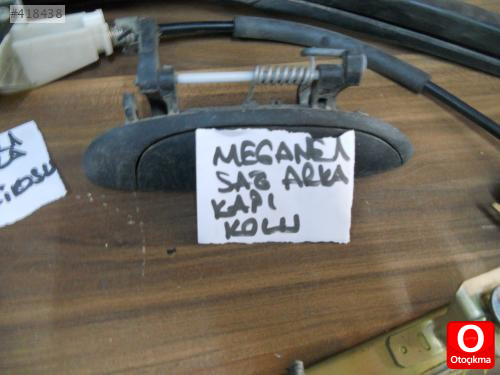 #418438
MEGANE1
SAĞ ARKA
KAPI
KOLU
O
Otoçıkma